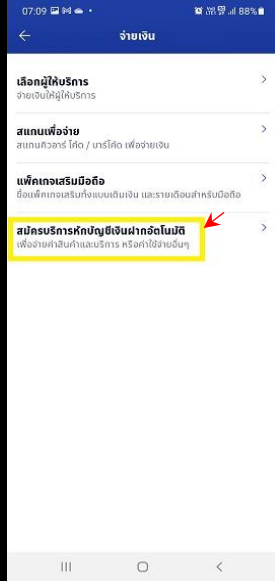 07:09 88%
จ่ายเงิน
เลือกผู้ให้บริการ
จ่ายเงินให้ผู้ให้บริการ
สแกนเพื่อจ่าย
สแกนคิวอาร์ โค้ด / บาร์โค้ด เพื่อจ่ายเงิน
แพ็คเกจเสริมมือถือ
ซื้อแพ็คเกจเสริมทั้งแบบเติมเงิน และรายเดือนสำหรับมือถือ
สมัครบริการหักบัญชีเงินฝากอัตโนมัติ
เพื่อจ่ายค่าสินค้าและบริการ หรือค่าใช้จ่ายอื่นๆ